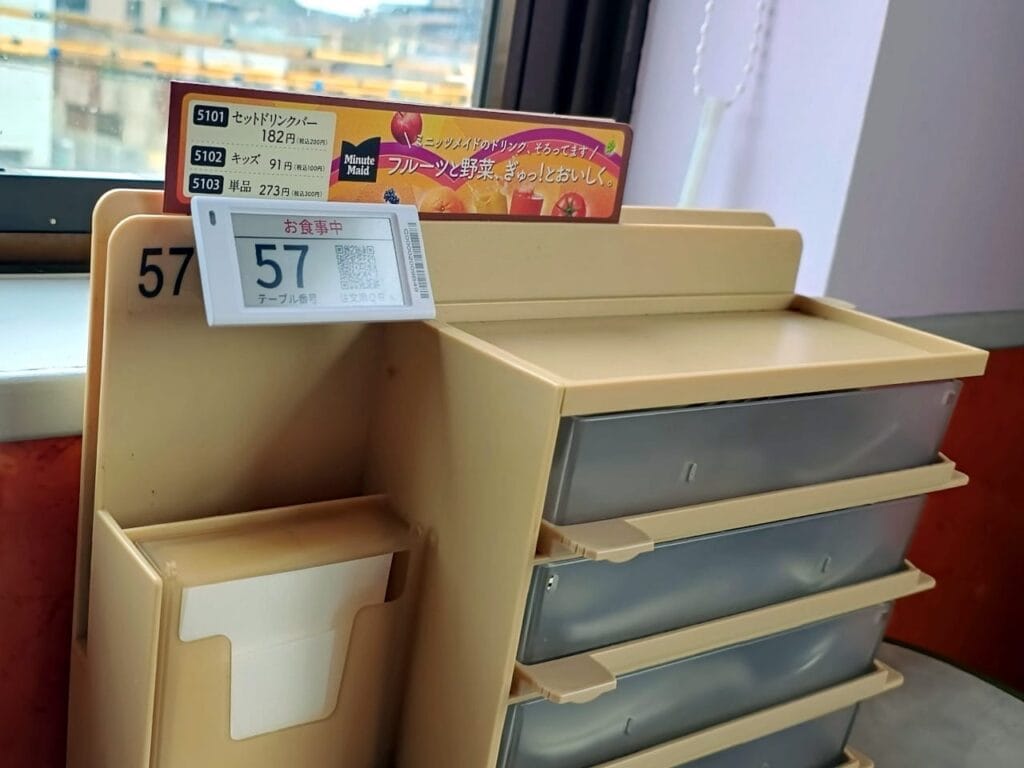 5101 セットドリンクバー
182円(税込200円)
5102 キッズ 91円(税込100円)
5103 単品 273円(税込300円)
Minute
Maid
\ミニッツメイドのドリンク、そろってます/
フルーツと野菜、ぎゅっ!とおいしく。
57
お食事中
57
テーブル番号
注文用QR